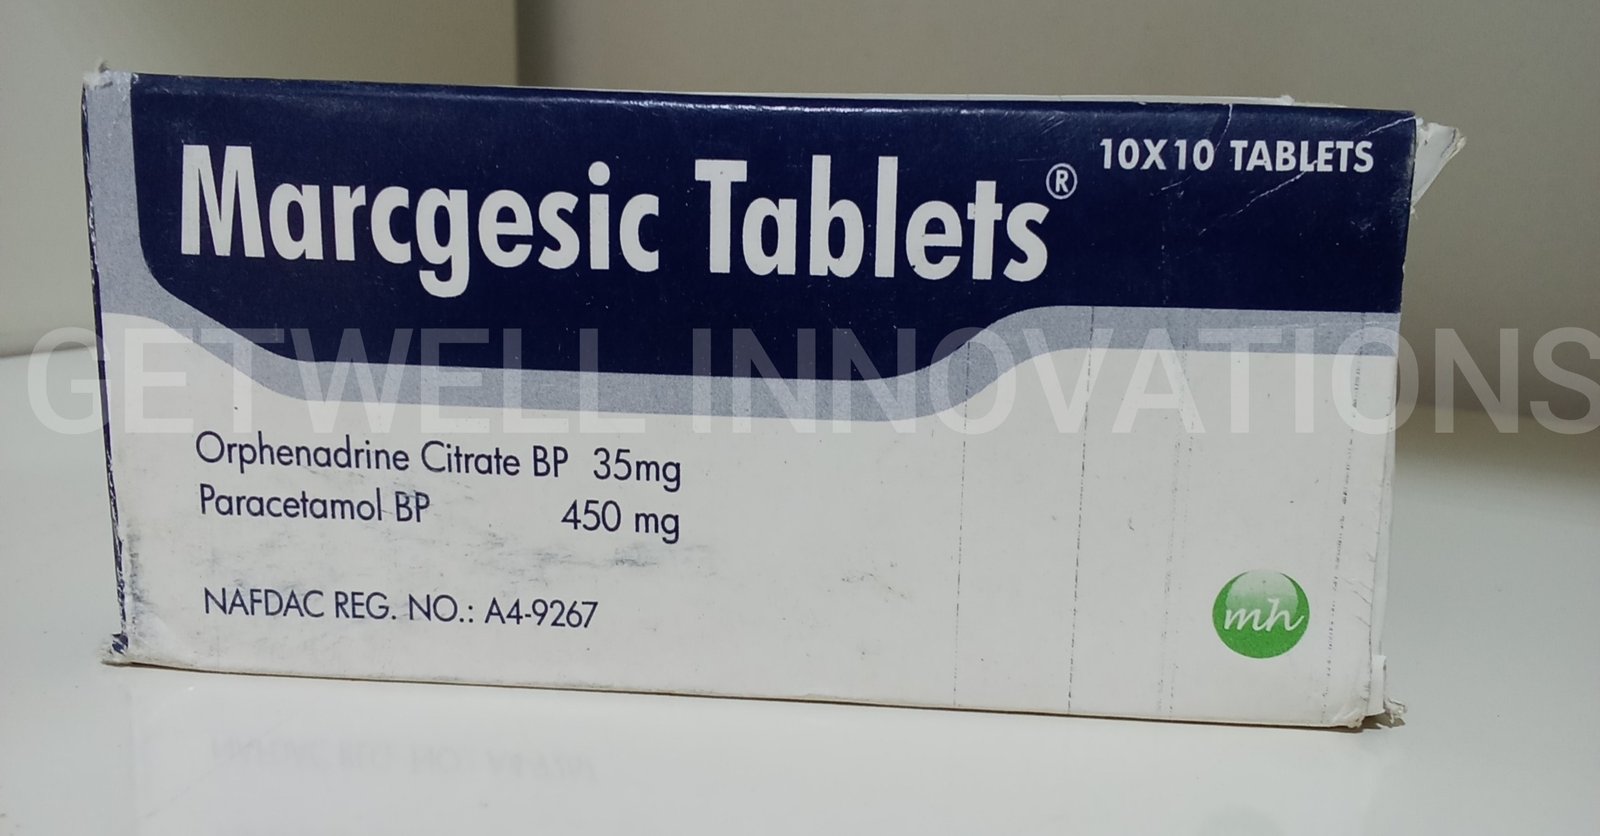 Marcgesic Tablets®
10X10 TABLETS
GETWELL INNOVATIONS
Orphenadrine Citrate BP 35mg
Paracetamol BP 450 mg
NAFDAC REG. NO.: A4-9267
mh